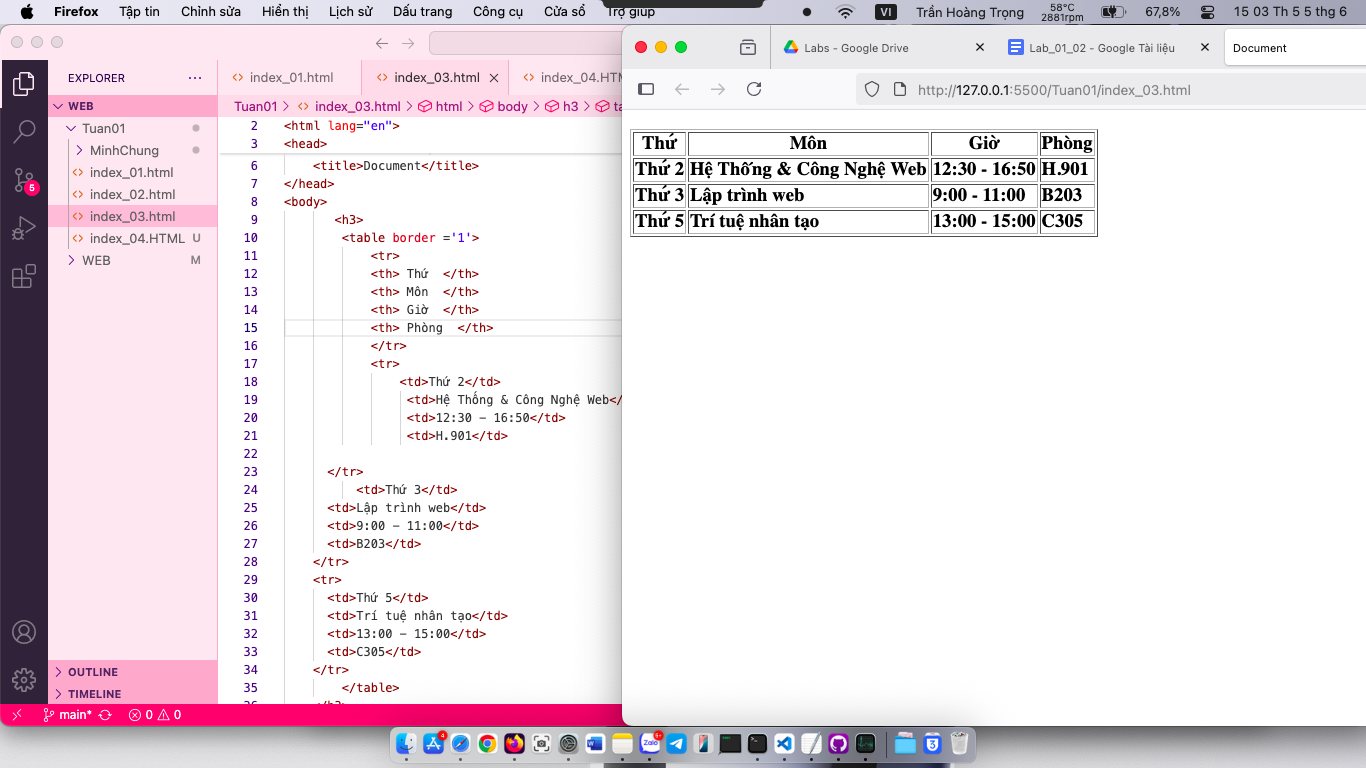 Firefox Tập tin Chỉnh sửa Hiển thị Lịch sử Dấu trang Công cụ Cửa sổ Trợ giúp VI Trần Hoàng Trọng 58°C 2881rpm 67,8% 15 03 Th 5 5 thg 6
EXPLORER ···
WEB
Tuan01
MinhChung
index_01.html
index_02.html
index_03.html
index_04.HTML U
WEB M
5
OUTLINE
TIMELINE
main* 0 0
index_01.html index_03.html index_04.HTM
Tuan01 > index_03.html > html > body > h3 > ta
2 <html lang="en">
3 <head>
6 <title>Document</title>
7 </head>
8 <body>
9 <h3>
10 <table border ='1'>
11 <tr>
12 <th> Thứ </th>
13 <th> Môn </th>
14 <th> Giờ </th>
15 <th> Phòng </th>
16 </tr>
17 <tr>
18 <td>Thứ 2</td>
19 <td>Hệ Thống & Công Nghệ Web</
20 <td>12:30 - 16:50</td>
21 <td>H.901</td>
22
23 </tr>
24 <td>Thứ 3</td>
25 <td>Lập trình web</td>
26 <td>9:00 - 11:00</td>
27 <td>B203</td>
28 </tr>
29 <tr>
30 <td>Thứ 5</td>
31 <td>Trí tuệ nhân tạo</td>
32 <td>13:00 - 15:00</td>
33 <td>C305</td>
34 </tr>
35 </table>
Labs - Google Drive Lab_01_02 - Google Tài liệu Document
http://127.0.0.1:5500/Tuan01/index_03.html
Thứ Môn Giờ Phòng
Thứ 2 Hệ Thống & Công Nghệ Web 12:30 - 16:50 H.901
Thứ 3 Lập trình web 9:00 - 11:00 B203
Thứ 5 Trí tuệ nhân tạo 13:00 - 15:00 C305
4 Zalo 3